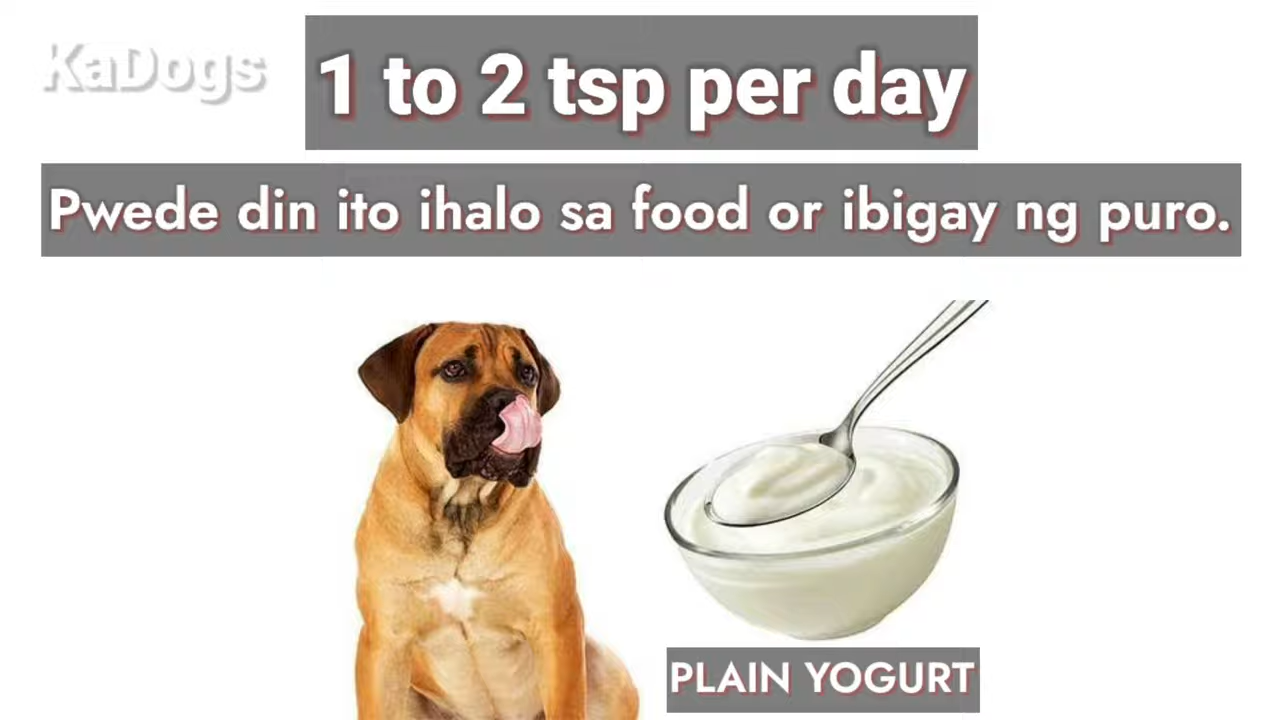 KaDogs
1 to 2 tsp per day
Pwede din ito ihalo sa food or ibigay ng puro.
PLAIN YOGURT